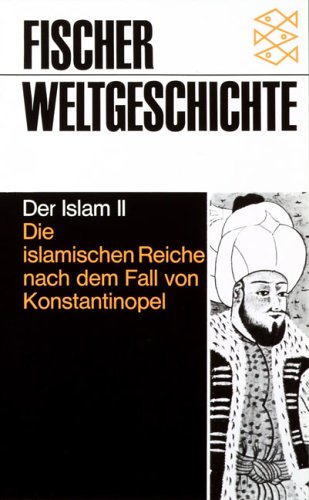 FISCHER
WELTGESCHICHTE
Der Islam II
Die
islamischen Reiche
nach dem Fall von
Konstantinopel